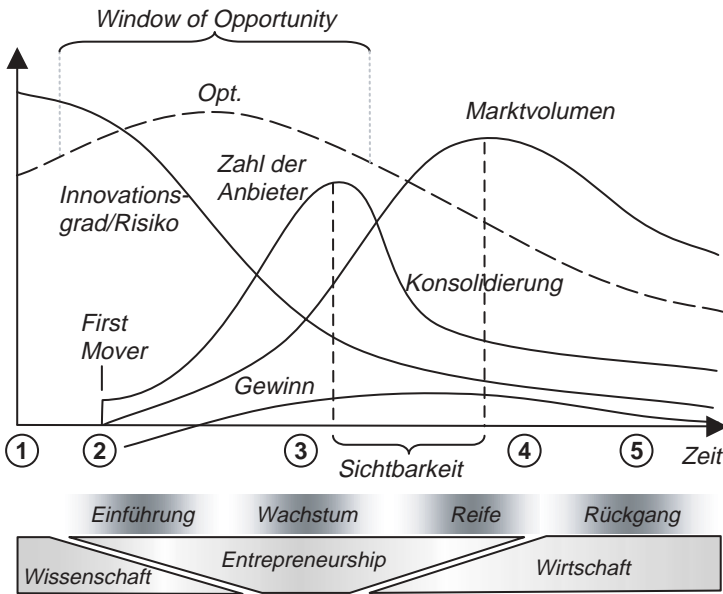 Window of Opportunity
Opt.
Marktvolumen
Zahl der
Anbieter
Innovations-
grad/Risiko
Konsolidierung
First
Mover
Gewinn
1 2 3 4 5 Zeit
Sichtbarkeit
Einführung Wachstum Reife Rückgang
Wissenschaft Entrepreneurship Wirtschaft